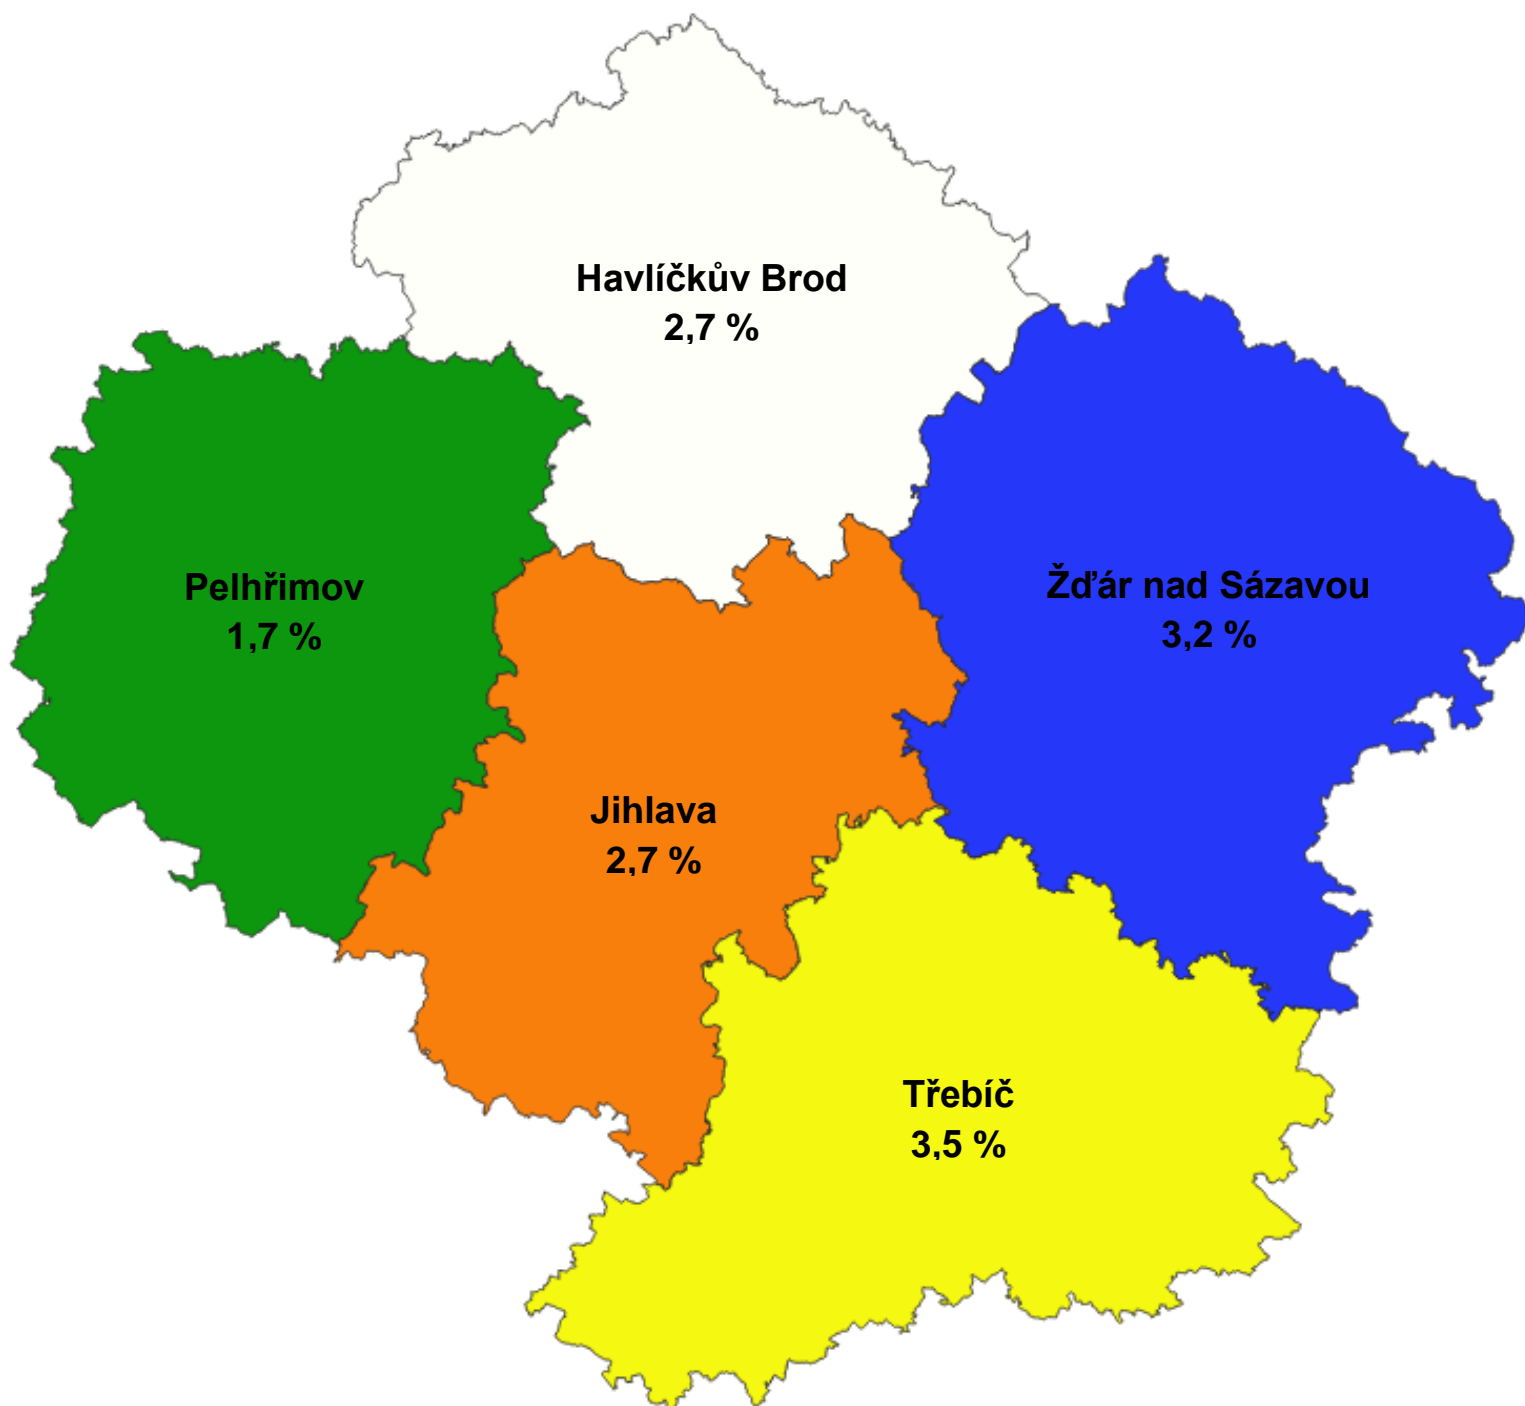 Havlíčkův Brod
2,7 %
Pelhřimov
1,7 %
Žďár nad Sázavou
3,2 %
Jihlava
2,7 %
Třebíč
3,5 %